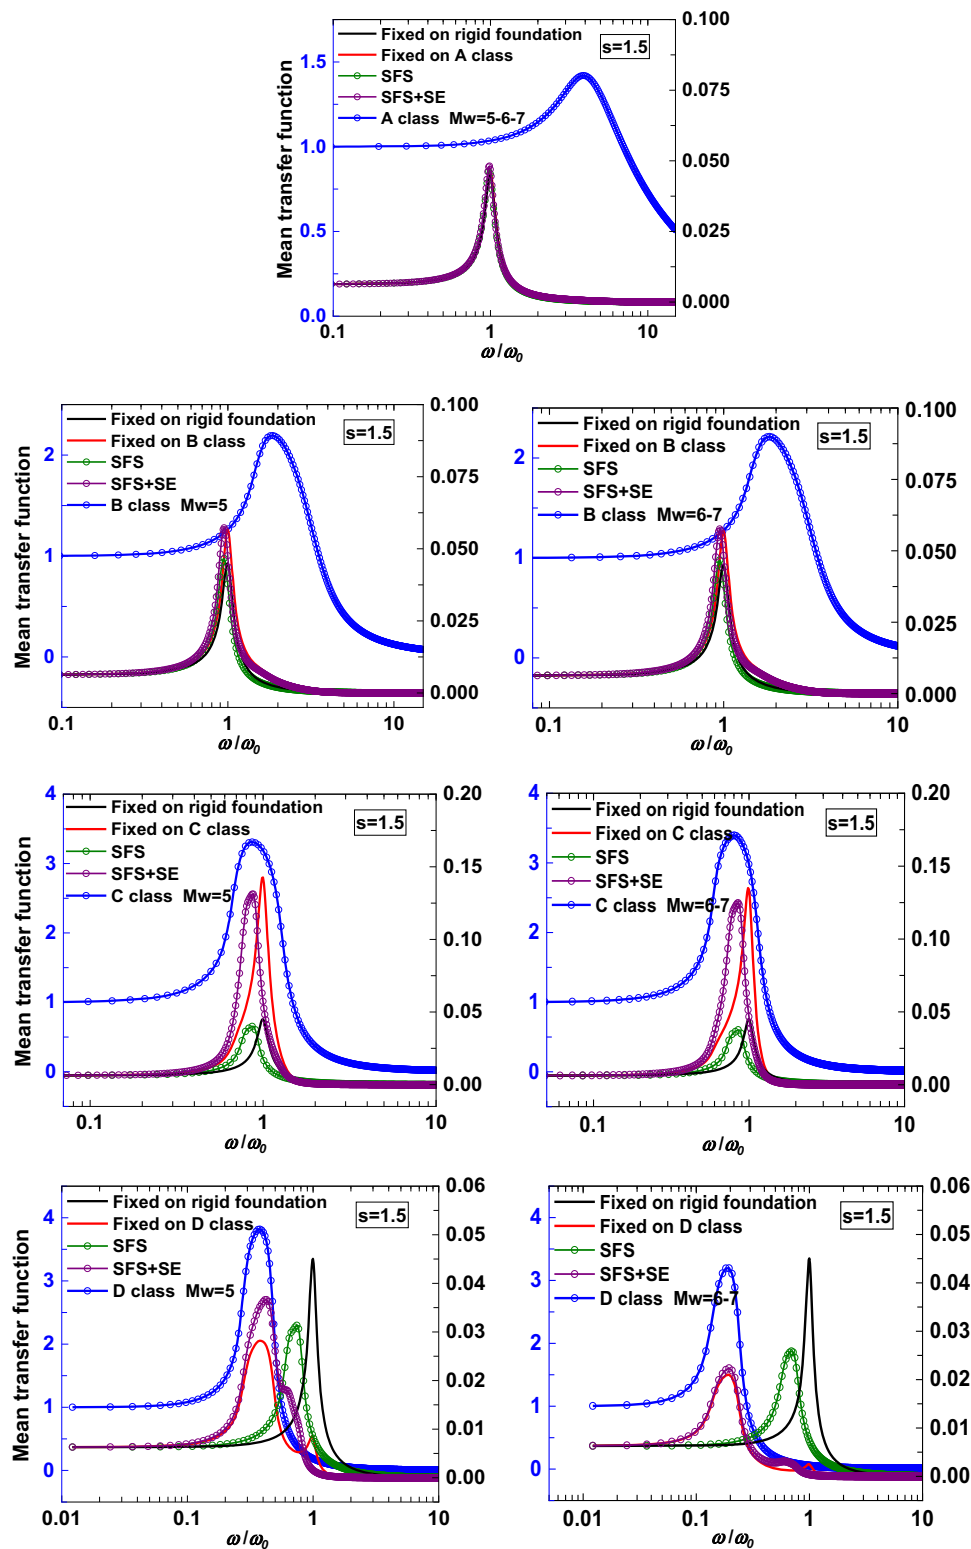 Fixed on rigid foundation
Fixed on A class
SFS
SFS+SE
A class Mw=5-6-7
s=1.5
Mean transfer function
1.5
1.0
0.5
0.0
0.100
0.075
0.050
0.025
0.000
0.1
1
10
ω/ω0
Fixed on rigid foundation
Fixed on B class
SFS
SFS+SE
B class Mw=5
s=1.5
Mean transfer function
2
1
0
0.100
0.075
0.050
0.025
0.000
0.1
1
10
ω/ω0
Fixed on rigid foundation
Fixed on B class
SFS
SFS+SE
B class Mw=6-7
s=1.5
2
1
0
0.100
0.075
0.050
0.025
0.000
0.1
1
10
ω/ω0
Fixed on rigid foundation
Fixed on C class
SFS
SFS+SE
C class Mw=5
s=1.5
Mean transfer function
4
3
2
1
0
0.20
0.15
0.10
0.05
0.00
0.1
1
10
ω/ω0
Fixed on rigid foundation
Fixed on C class
SFS
SFS+SE
C class Mw=6-7
s=1.5
4
3
2
1
0
0.20
0.15
0.10
0.05
0.00
0.1
1
10
ω/ω0
Fixed on rigid foundation
Fixed on D class
SFS
SFS+SE
D class Mw=5
s=1.5
Mean transfer function
4
3
2
1
0
0.06
0.05
0.04
0.03
0.02
0.01
0.00
0.01
0.1
1
10
ω/ω0
Fixed on rigid foundation
Fixed on D class
SFS
SFS+SE
D class Mw=6-7
s=1.5
4
3
2
1
0
0.06
0.05
0.04
0.03
0.02
0.01
0.00
0.01
0.1
1
10
ω/ω0